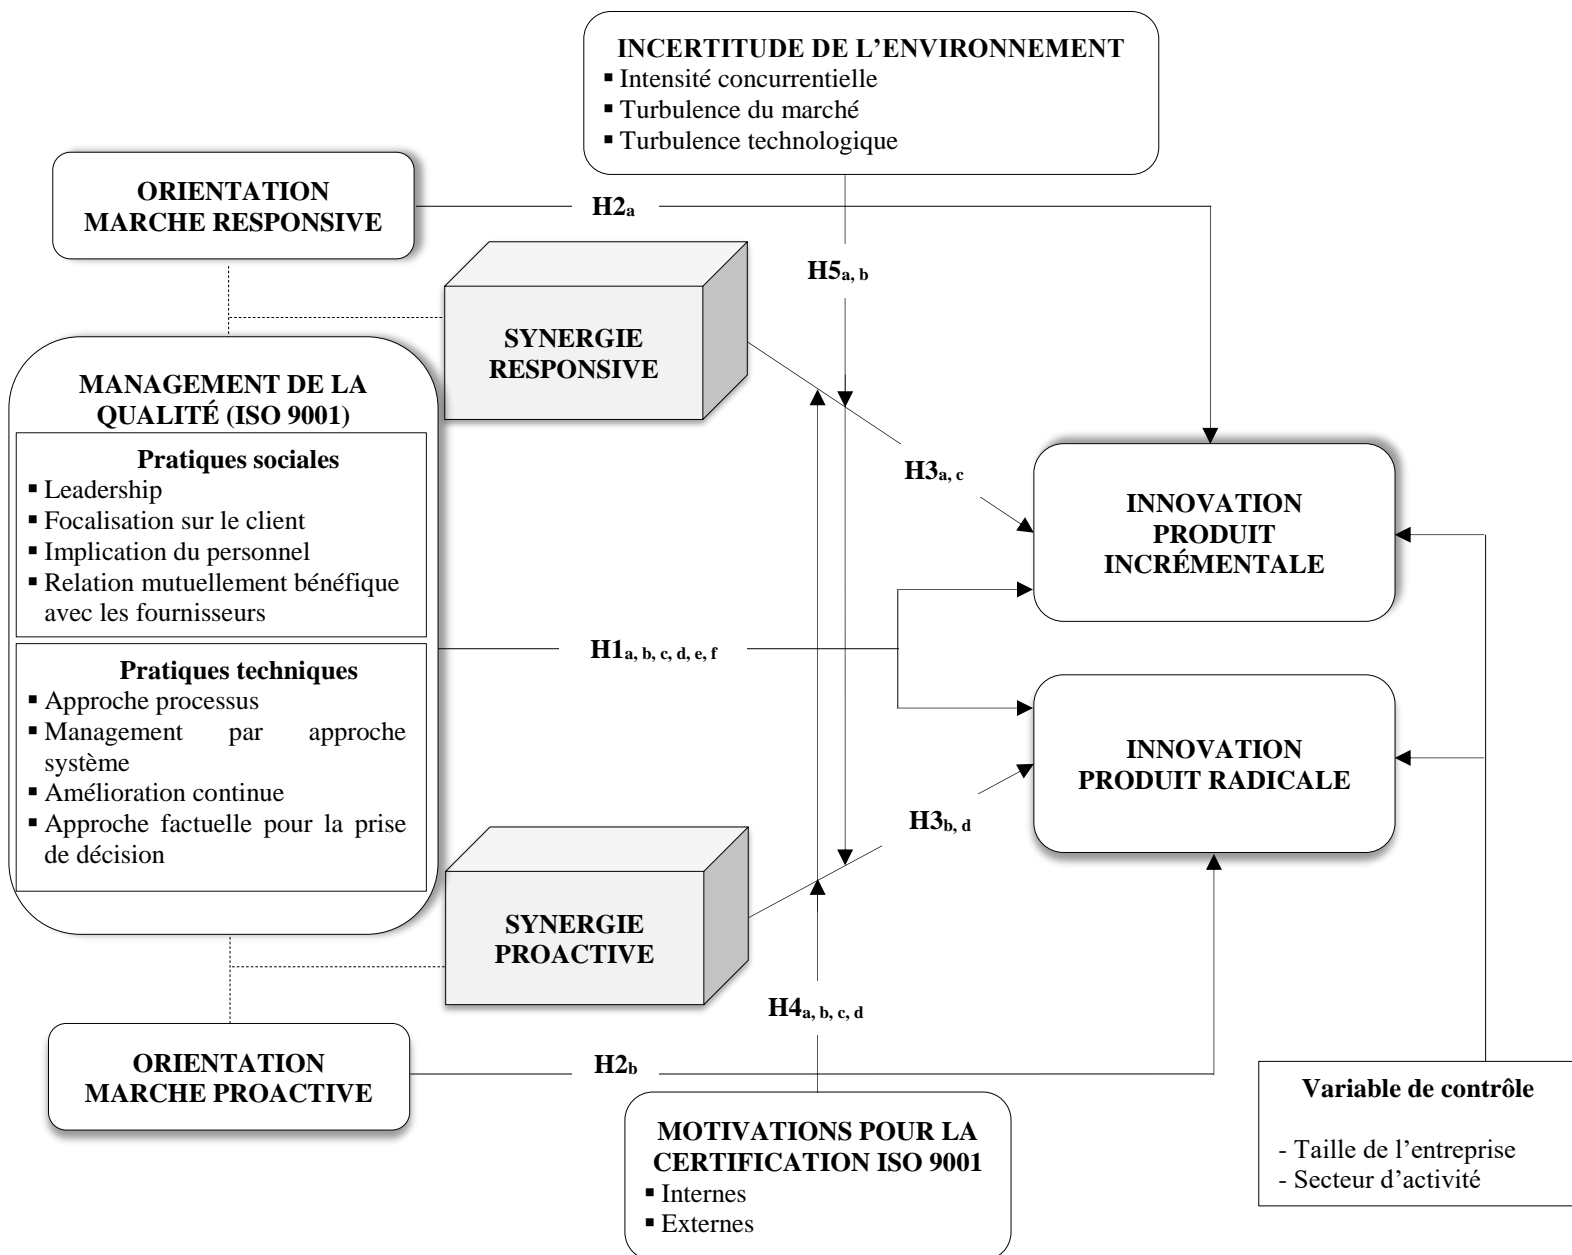 INCERTITUDE DE L’ENVIRONNEMENT
▪ Intensité concurrentielle
▪ Turbulence du marché
▪ Turbulence technologique
ORIENTATION
MARCHE RESPONSIVE
H2a
H5a, b
SYNERGIE
RESPONSIVE
MANAGEMENT DE LA
QUALITÉ (ISO 9001)
Pratiques sociales
▪ Leadership
▪ Focalisation sur le client
▪ Implication du personnel
▪ Relation mutuellement bénéfique
avec les fournisseurs
Pratiques techniques
▪ Approche processus
▪ Management par approche
système
▪ Amélioration continue
▪ Approche factuelle pour la prise
de décision
H3a, c
INNOVATION
PRODUIT
INCRÉMENTALE
H1a, b, c, d, e, f
INNOVATION
PRODUIT RADICALE
H3b, d
SYNERGIE
PROACTIVE
H4a, b, c, d
ORIENTATION
MARCHE PROACTIVE
H2b
MOTIVATIONS POUR LA
CERTIFICATION ISO 9001
▪ Internes
▪ Externes
Variable de contrôle
- Taille de l’entreprise
- Secteur d’activité